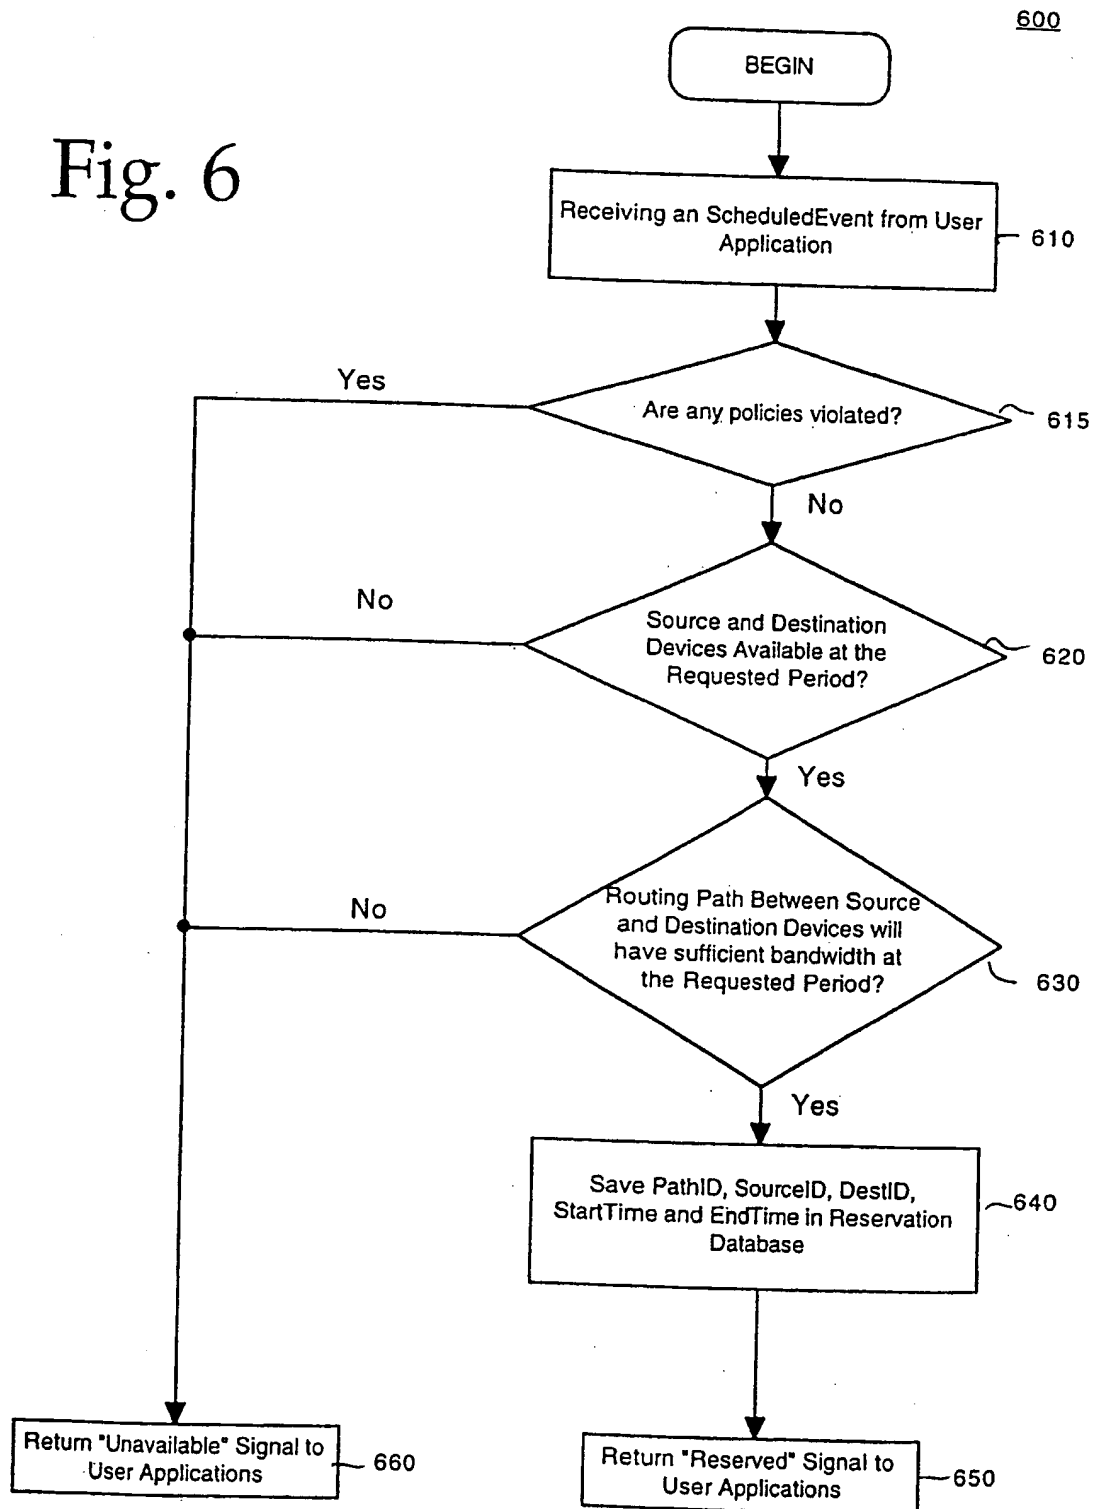 600
BEGIN
Fig. 6
Receiving an ScheduledEvent from User
Application
610
Yes
Are any policies violated?
615
No
No
Source and Destination
Devices Available at the
Requested Period?
620
Yes
No
Routing Path Between Source
and Destination Devices will
have sufficient bandwidth at
the Requested Period?
630
Yes
Save PathID, SourceID, DestID,
StartTime and EndTime in Reservation
Database
640
Return "Unavailable" Signal to
User Applications
660
Return "Reserved" Signal to
User Applications
650